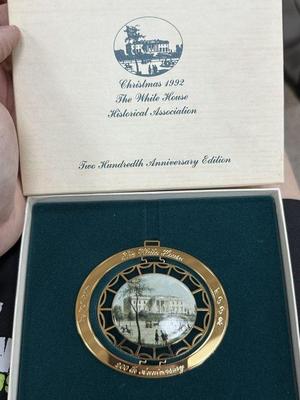 Christmas 1992
The White House
Historical Association
Two Hundredth Anniversary Edition
The White House
200th Anniversary